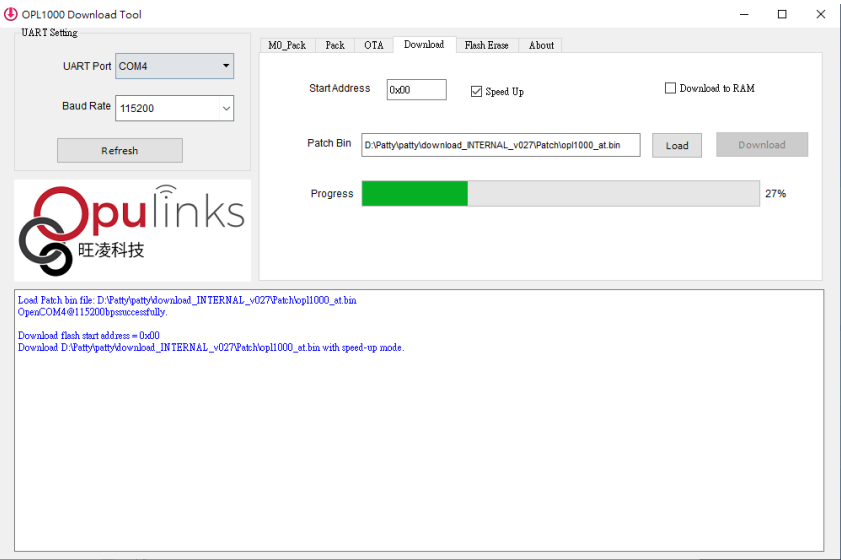 OPL1000 Download Tool
UART Setting
UART Port COM4
Baud Rate 115200
Refresh
Opulinks
旺凌科技
M0_Pack Pack OTA Download Flash Erase About
Start Address 0x00 Speed Up Download to RAM
Patch Bin D:\Patty\patty\download_INTERNAL_v027\Patch\opl1000_at.bin Load Download
Progress 27%
Load Patch bin file: D:\Patty\patty\download_INTERNAL_v027\Patch\opl1000_at.bin
OpenCOM4@115200bpssuccessfully.
Download flash start address = 0x00
Download D:\Patty\patty\download_INTERNAL_v027\Patch\opl1000_at.bin with speed-up mode.